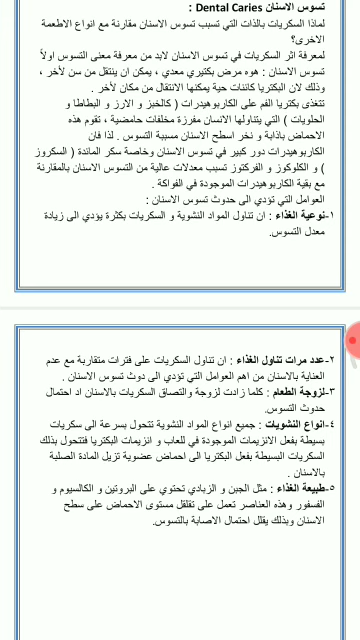 تسوس الاسنان Dental Caries :
لماذا السكريات بالذات التي تسبب تسوس الاسنان مقارنة مع انواع الاطعمة
الاخرى؟
لمعرفة اثر السكريات في تسوس الاسنان لابد من معرفة معنى التسوس اولاً
تسوس الاسنان : هوه مرض بكتيري معدي ، يمكن ان ينتقل من سن لآخر ،
وذلك لان البكتريا كائنات حية يمكنها الانتقال من مكان لآخر .
تتغذى بكتريا الفم على الكاربوهيدرات ( كالخبز و الارز و البطاطا و
الحلويات ) التي يتناولها الانسان مفرزة مخلفات حامضية ، تقوم هذه
الاحماض باذابة و نخر اسطح الاسنان مسببة التسوس . لذا فان
الكاربوهيدرات دور كبير في تسوس الاسنان وخاصة سكر المائدة ( السكروز
) و الكلوكوز و الفركتوز تسبب معدلات عالية من التسوس الاسنان بالمقارنة
مع بقية الكاربوهيدرات الموجودة في الفواكة .
العوامل التي تؤدي الى حدوث تسوس الاسنان :
١-نوعية الغذاء : ان تناول المواد النشوية و السكريات بكثرة يؤدي الى زيادة
معدل التسوس.
٢-عدد مرات تناول الغذاء : ان تناول السكريات على فترات متقاربة مع عدم
العناية بالاسنان من اهم العوامل التي تؤدي الى دوث تسوس الاسنان .
٣-لزوجة الطعام : كلما زادت لزوجة والتصاق السكريات بالاسنان اد احتمال
حدوث التسوس.
٤-انواع النشويات : جميع انواع المواد النشوية تتحول بسرعة الى سكريات
بسيطة بفعل الانزيمات الموجودة في للعاب و انزيمات البكتريا فتتحول بذلك
السكريات البسيطة بفعل البكتريا الى احماض عضوية تزيل المادة الصلبة
بالاسنان .
٥-طبيعة الغذاء : مثل الجبن و الزبادي تحتوي على البروتين و الكالسيوم و
الفسفور وهذه العناصر تعمل على تقلقل مستوى الاحماض على سطح
الاسنان وبذلك يقلل احتمال الاصابة بالتسوس.